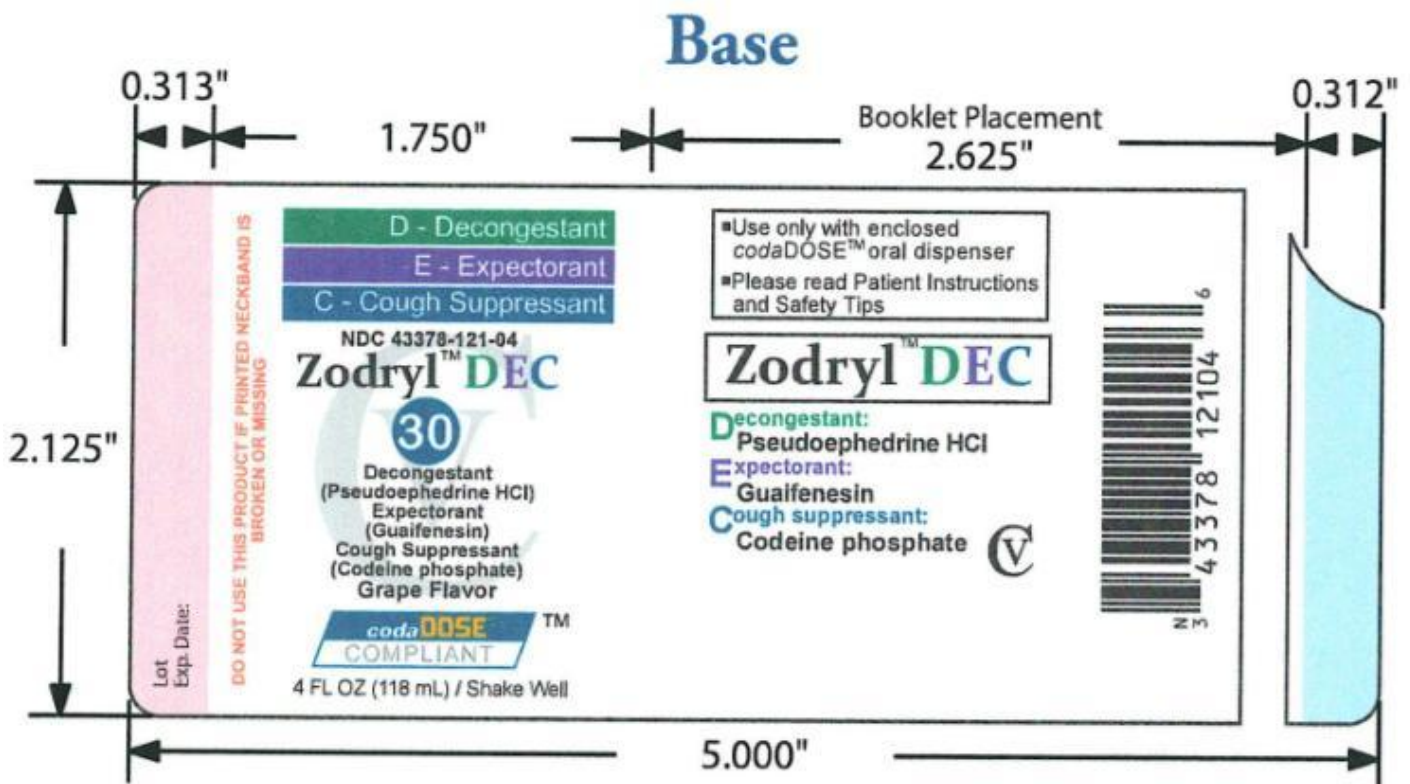 Base
0.313"
1.750"
Booklet Placement
2.625"
0.312"
2.125"
5.000"
Lot
Exp. Date:
DO NOT USE THIS PRODUCT IF PRINTED NECKBAND IS
BROKEN OR MISSING
D - Decongestant
E - Expectorant
C - Cough Suppressant
NDC 43378-121-04
Zodryl™ DEC
30
CV
Decongestant
(Pseudoephedrine HCl)
Expectorant
(Guaifenesin)
Cough Suppressant
(Codeine phosphate)
Grape Flavor
codaDOSE™
COMPLIANT
4 FL OZ (118 mL) / Shake Well
▪Use only with enclosed
codaDOSE™ oral dispenser
▪Please read Patient Instructions
and Safety Tips
Zodryl™ DEC
Decongestant:
Pseudoephedrine HCl
Expectorant:
Guaifenesin
Cough suppressant:
Codeine phosphate
CV
N
3 43378 12104 6